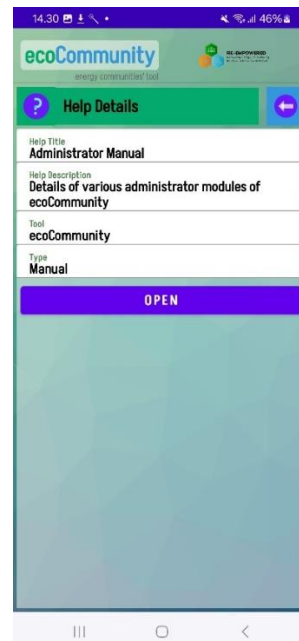 14.30
46%
ecoCommunity
energy communities' tool
RE-EMPOWERED
?
Help Details
Help Title
Administrator Manual
Help Description
Details of various administrator modules of
ecoCommunity
Tool
ecoCommunity
Type
Manual
OPEN